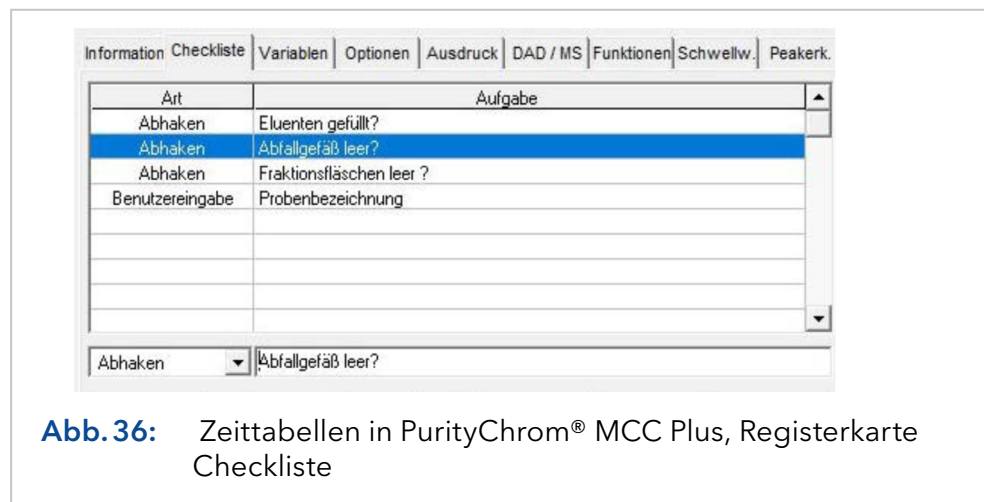 Information Checkliste Variablen Optionen Ausdruck DAD / MS Funktionen Schwellw. Peakerk.
Art Aufgabe
Abhaken Eluenten gefüllt?
Abhaken Abfallgefäß leer?
Abhaken Fraktionsfläschen leer ?
Benutzereingabe Probenbezeichnung
Abhaken Abfallgefäß leer?
Abb. 36: Zeittabellen in PurityChrom® MCC Plus, Registerkarte
Checkliste